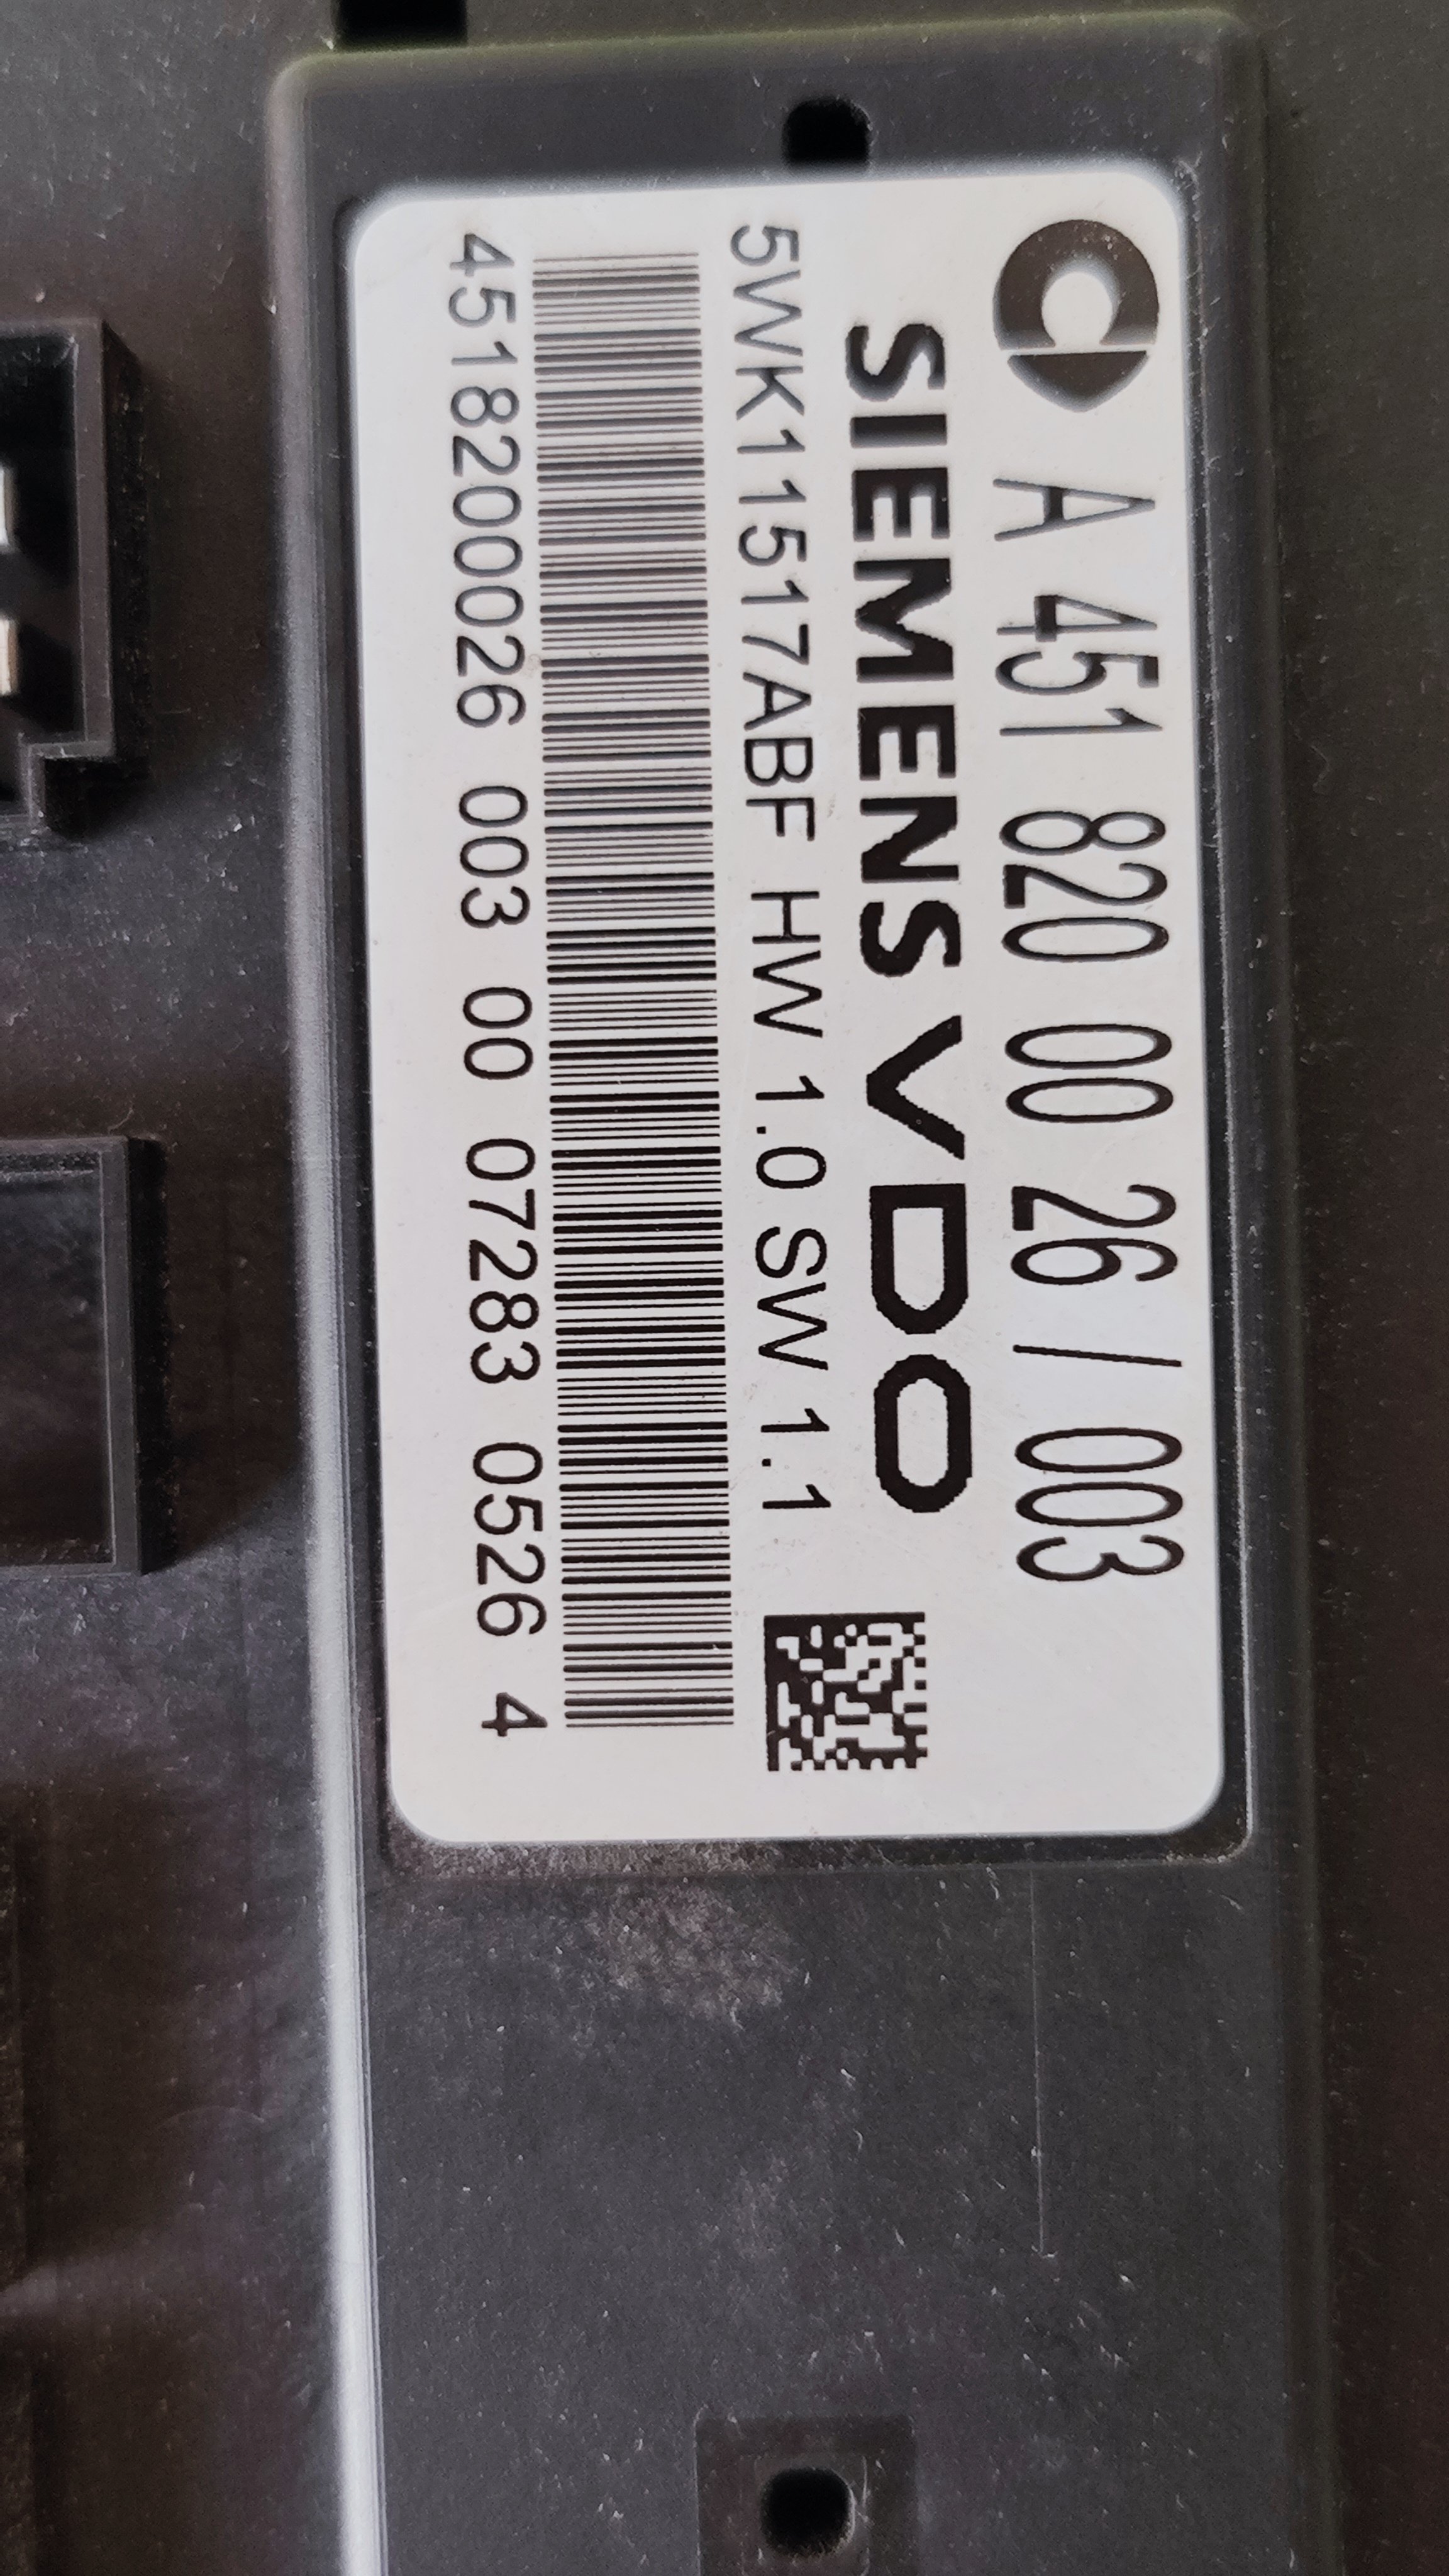 A 451 820 00 26 / 003
SIEMENS VDO
5WK11517ABF HW 1.0 SW 1.1
4518200026 003 00 07283 0526 4